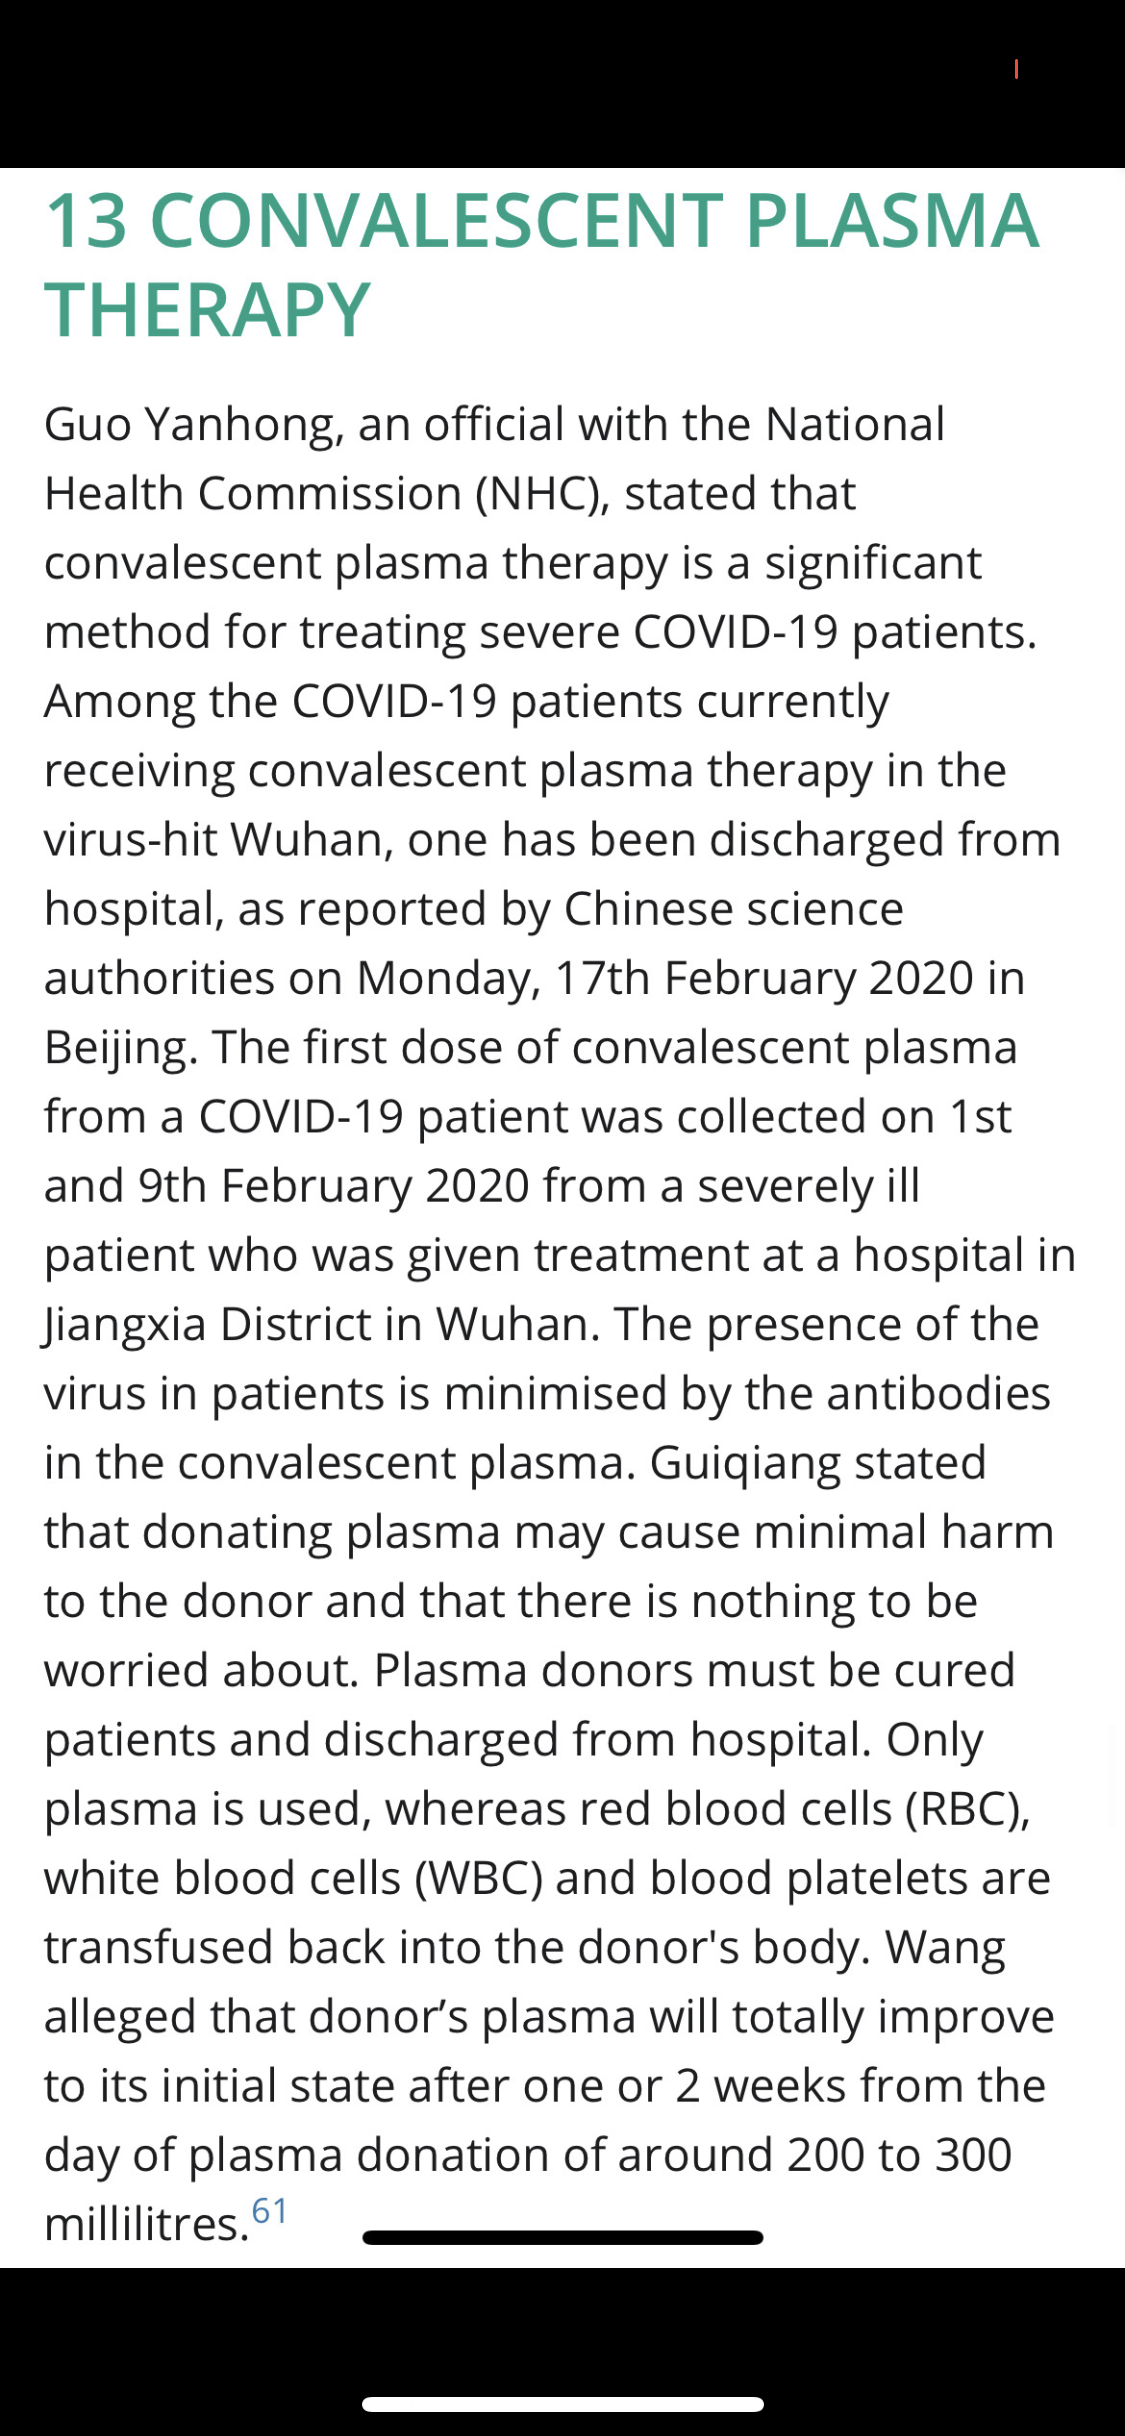 13 CONVALESCENT PLASMA
THERAPY
Guo Yanhong, an official with the National
Health Commission (NHC), stated that
convalescent plasma therapy is a significant
method for treating severe COVID-19 patients.
Among the COVID-19 patients currently
receiving convalescent plasma therapy in the
virus-hit Wuhan, one has been discharged from
hospital, as reported by Chinese science
authorities on Monday, 17th February 2020 in
Beijing. The first dose of convalescent plasma
from a COVID-19 patient was collected on 1st
and 9th February 2020 from a severely ill
patient who was given treatment at a hospital in
Jiangxia District in Wuhan. The presence of the
virus in patients is minimised by the antibodies
in the convalescent plasma. Guiqiang stated
that donating plasma may cause minimal harm
to the donor and that there is nothing to be
worried about. Plasma donors must be cured
patients and discharged from hospital. Only
plasma is used, whereas red blood cells (RBC),
white blood cells (WBC) and blood platelets are
transfused back into the donor's body. Wang
alleged that donor’s plasma will totally improve
to its initial state after one or 2 weeks from the
day of plasma donation of around 200 to 300
millilitres.61